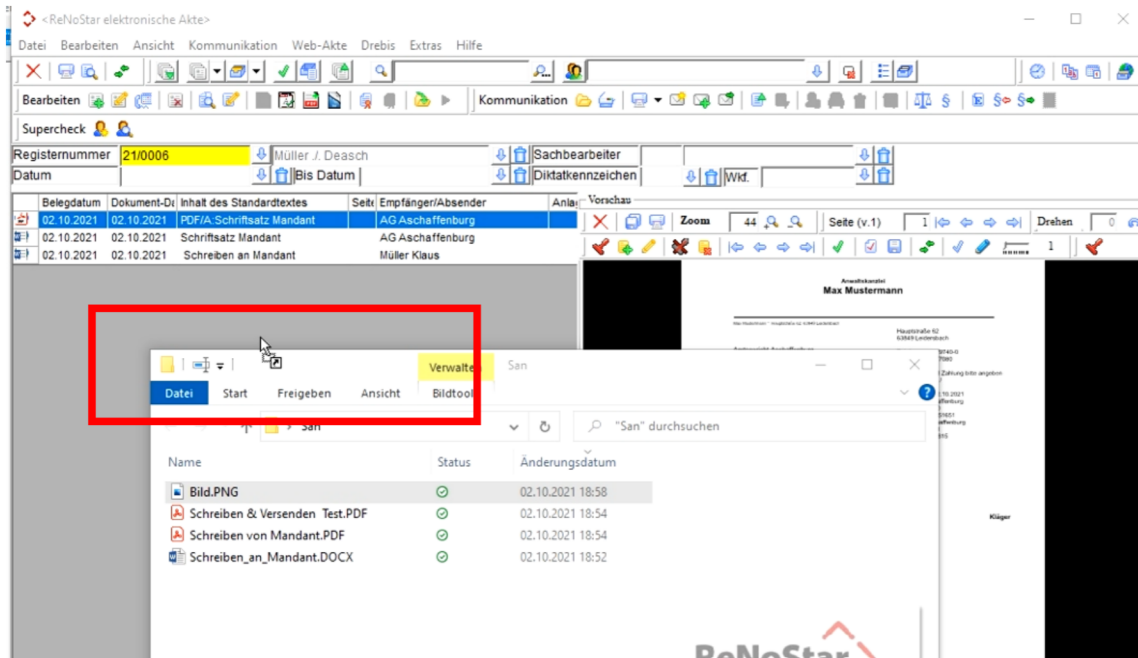 <ReNoStar elektronische Akte>
Datei Bearbeiten Ansicht Kommunikation Web-Akte Drebis Extras Hilfe
Bearbeiten Kommunikation
Supercheck
Registernummer 21/0006 Müller ./. Deasch Sachbearbeiter
Datum Bis Datum Diktatkennzeichen Wkf.
Belegdatum Dokument-Da Inhalt des Standardtextes Seite Empfänger/Absender Anla
02.10.2021 02.10.2021 PDF/A:Schriftsatz Mandant AG Aschaffenburg
02.10.2021 02.10.2021 Schriftsatz Mandant AG Aschaffenburg
02.10.2021 02.10.2021 Schreiben an Mandant Müller Klaus
Vorschau
Zoom 44 Seite (v.1) 1 Drehen 0
1
Anwaltskanzlei
Max Mustermann
Hauptstraße 62
Kläger
Verwalten San
Datei Start Freigeben Ansicht Bildtool
San "San" durchsuchen
Name Status Änderungsdatum
Bild.PNG 02.10.2021 18:58
Schreiben & Versenden Test.PDF 02.10.2021 18:54
Schreiben von Mandant.PDF 02.10.2021 18:54
Schreiben_an_Mandant.DOCX 02.10.2021 18:52
ReNoStar